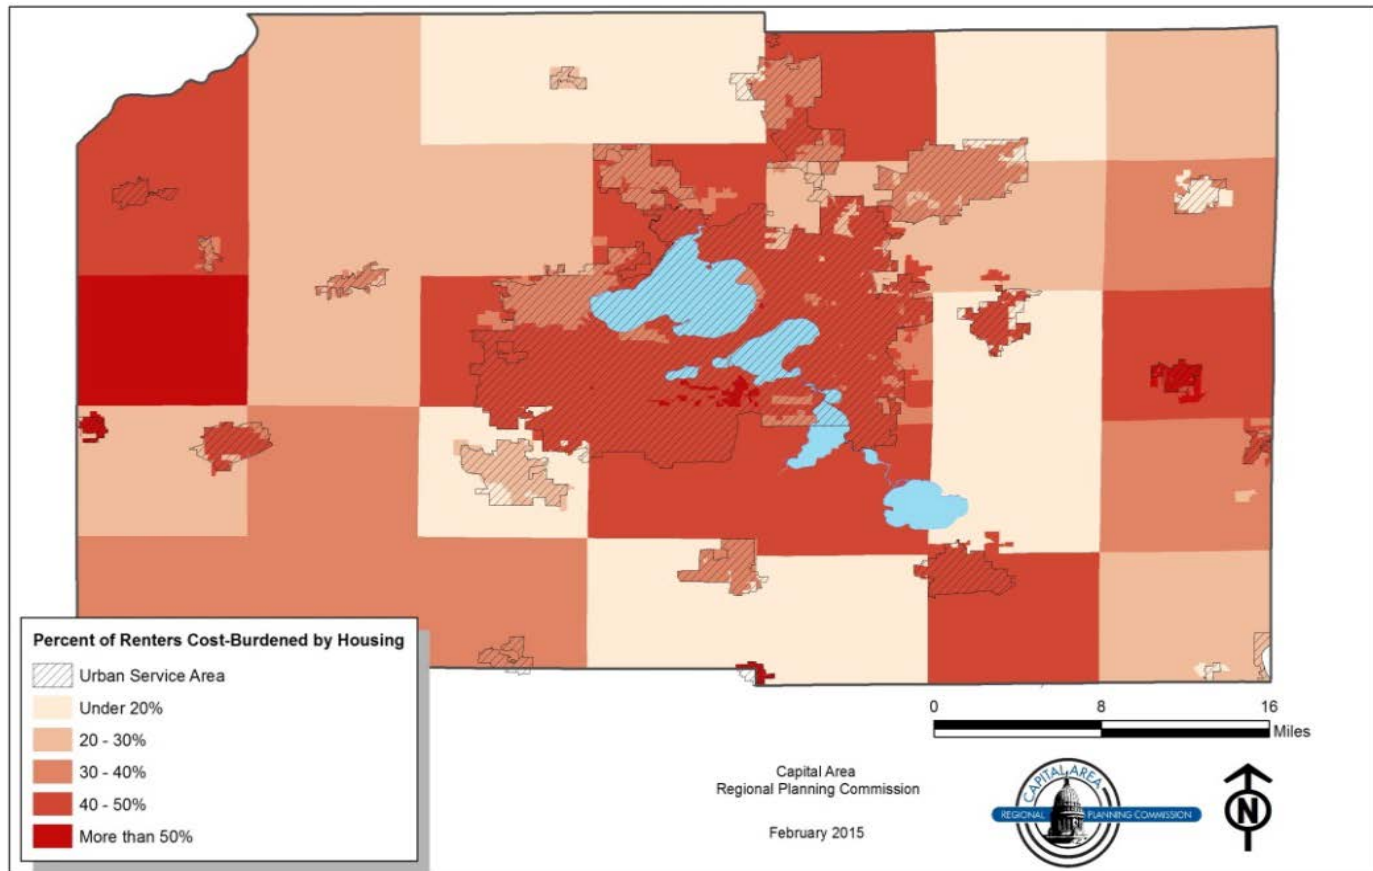 Percent of Renters Cost-Burdened by Housing
Urban Service Area
Under 20%
20 - 30%
30 - 40%
40 - 50%
More than 50%
0 8 16
Miles
Capital Area
Regional Planning Commission
February 2015
CAPITAL AREA
REGIONAL PLANNING COMMISSION
N